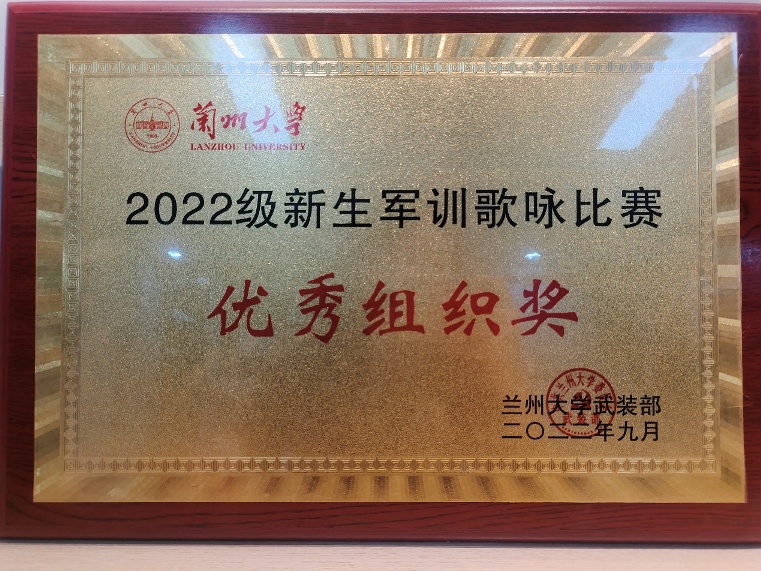 兰州大学
LANZHOU UNIVERSITY
2022级新生军训歌咏比赛
优秀组织奖
兰州大学武装部
二〇二二年九月